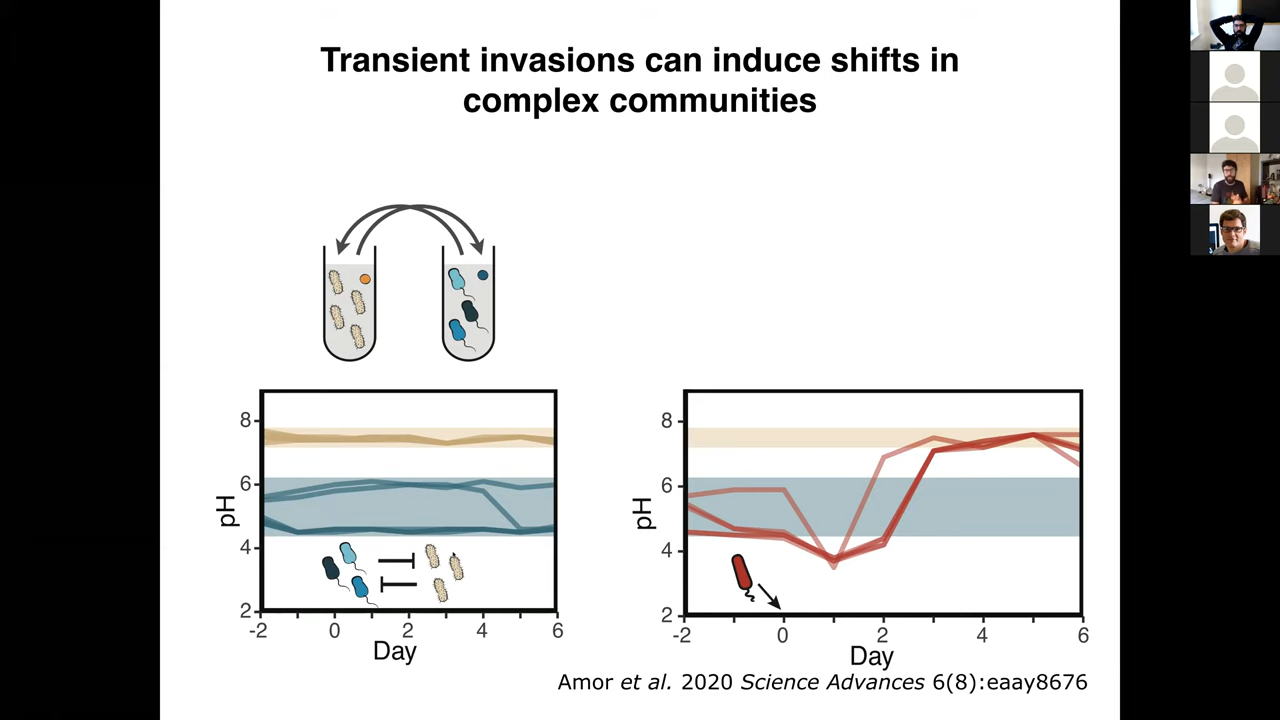 Transient invasions can induce shifts in
complex communities
8
6
4
2
pH
-2
0
2
4
6
Day
8
6
4
2
pH
-2
0
2
4
6
Day
Amor et al. 2020 Science Advances 6(8):eaay8676